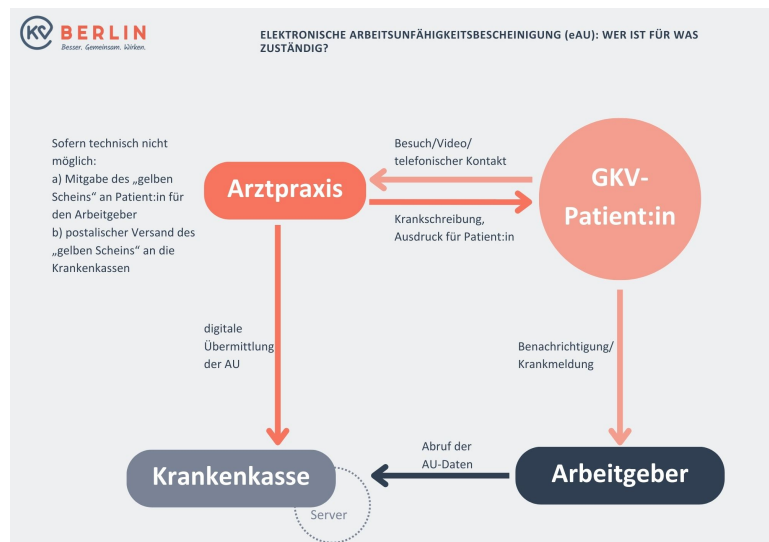 KV BERLIN
Besser. Gemeinsam. Wirken.
ELEKTRONISCHE ARBEITSUNFÄHIGKEITSBESCHEINIGUNG (eAU): WER IST FÜR WAS
ZUSTÄNDIG?
Sofern technisch nicht
möglich:
a) Mitgabe des „gelben
Scheins“ an Patient:in für
den Arbeitgeber
b) postalischer Versand des
„gelben Scheins“ an die
Krankenkassen
Arztpraxis
Besuch/Video/
telefonischer Kontakt
Krankschreibung,
Ausdruck für Patient:in
GKV-
Patient:in
digitale
Übermittlung
der AU
Benachrichtigung/
Krankmeldung
Krankenkasse
Server
Abruf der
AU-Daten
Arbeitgeber